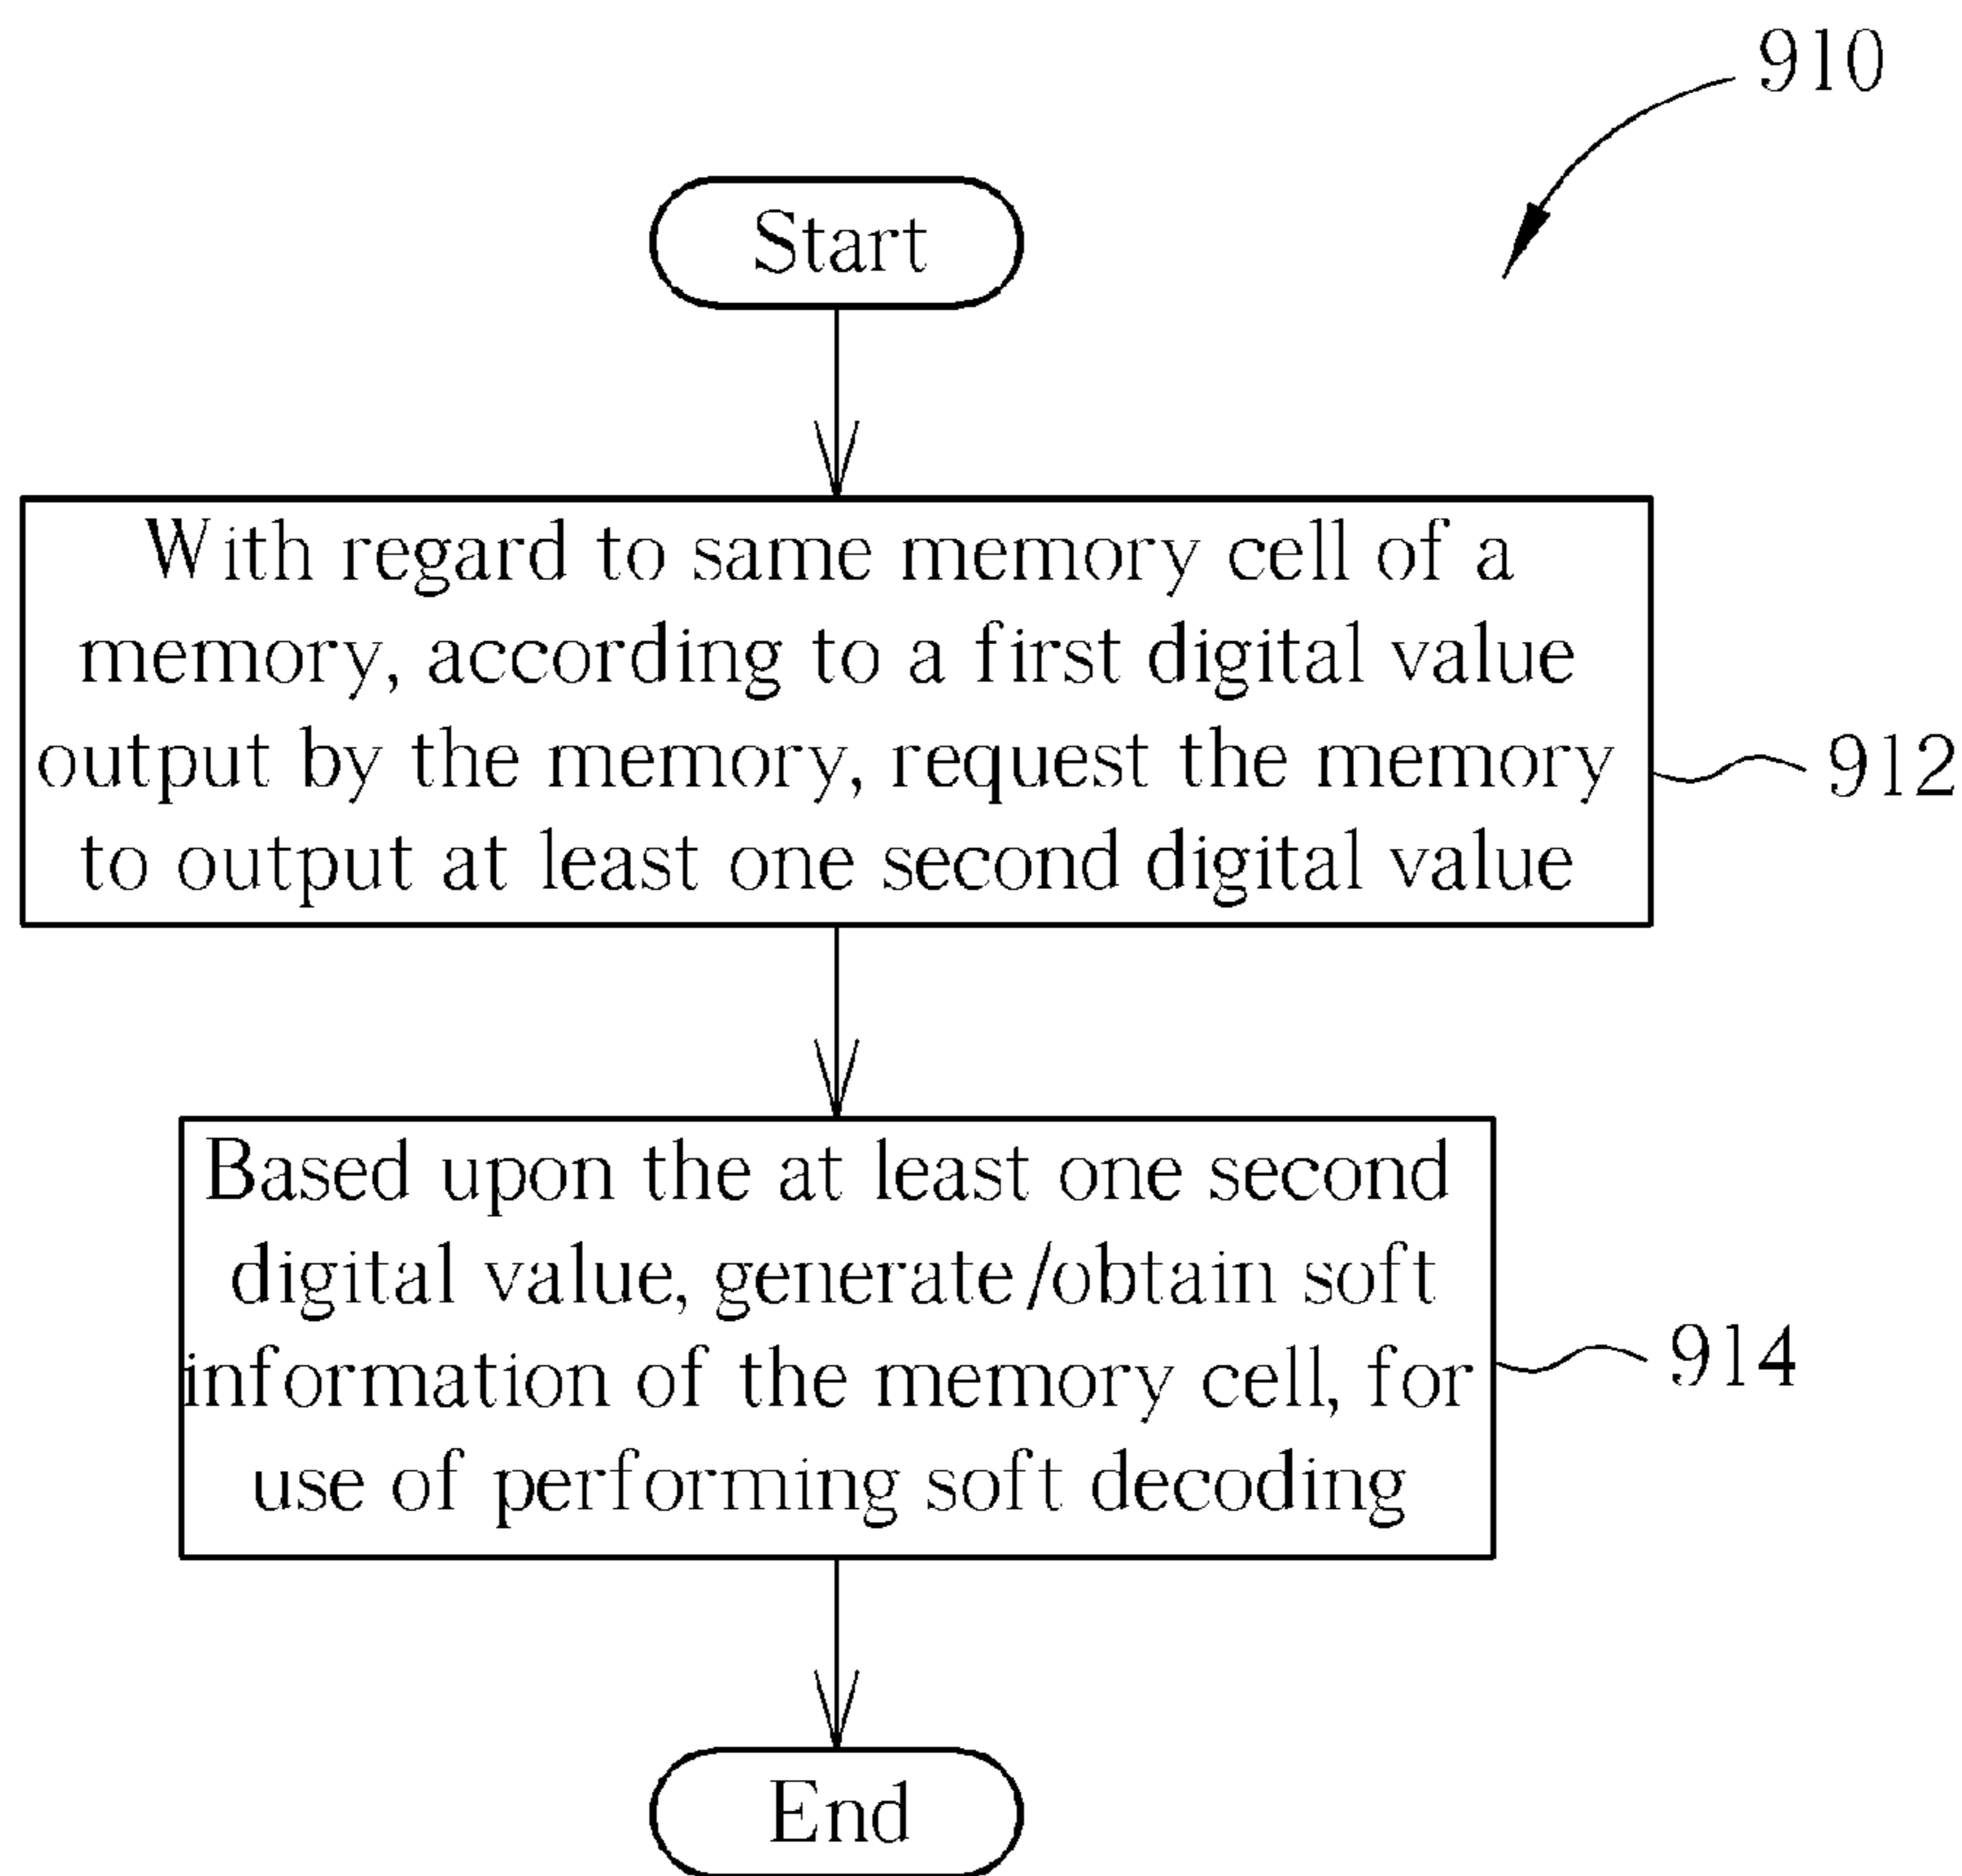 910
Start
With regard to same memory cell of a
memory, according to a first digital value
output by the memory, request the memory
to output at least one second digital value
912
Based upon the at least one second
digital value, generate/obtain soft
information of the memory cell, for
use of performing soft decoding
914
End